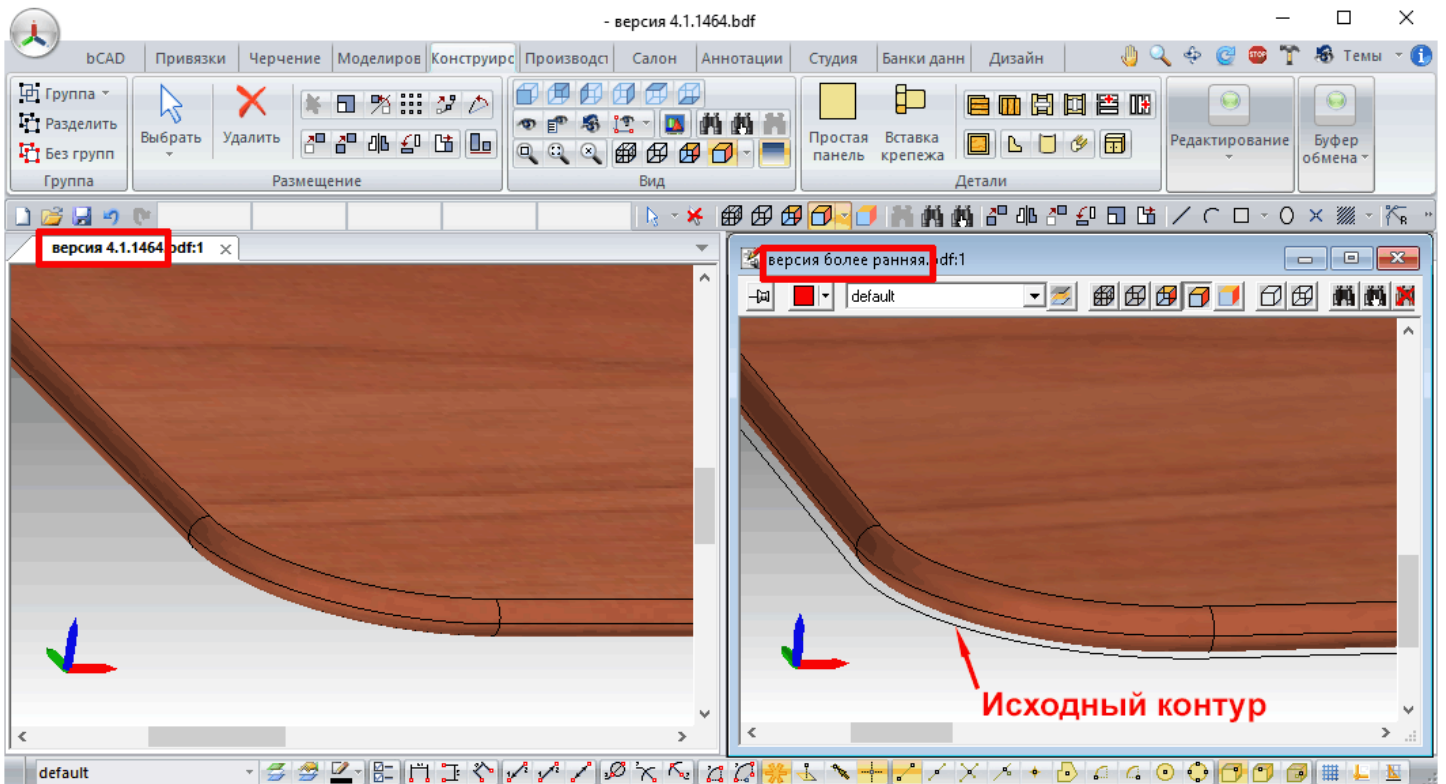 - версия 4.1.1464.bdf
bCAD Привязки Черчение Моделиров Конструирс Производст Салон Аннотации Студия Банки данн Дизайн STOP Темы
Группа
Разделить
Без групп
Группа
Выбрать
Удалить
Размещение
Вид
Простая
панель
Вставка
крепежа
Детали
Редактирование
Буфер
обмена
версия 4.1.1464.bdf:1
версия более ранняя.bdf:1
default
Исходный контур
default